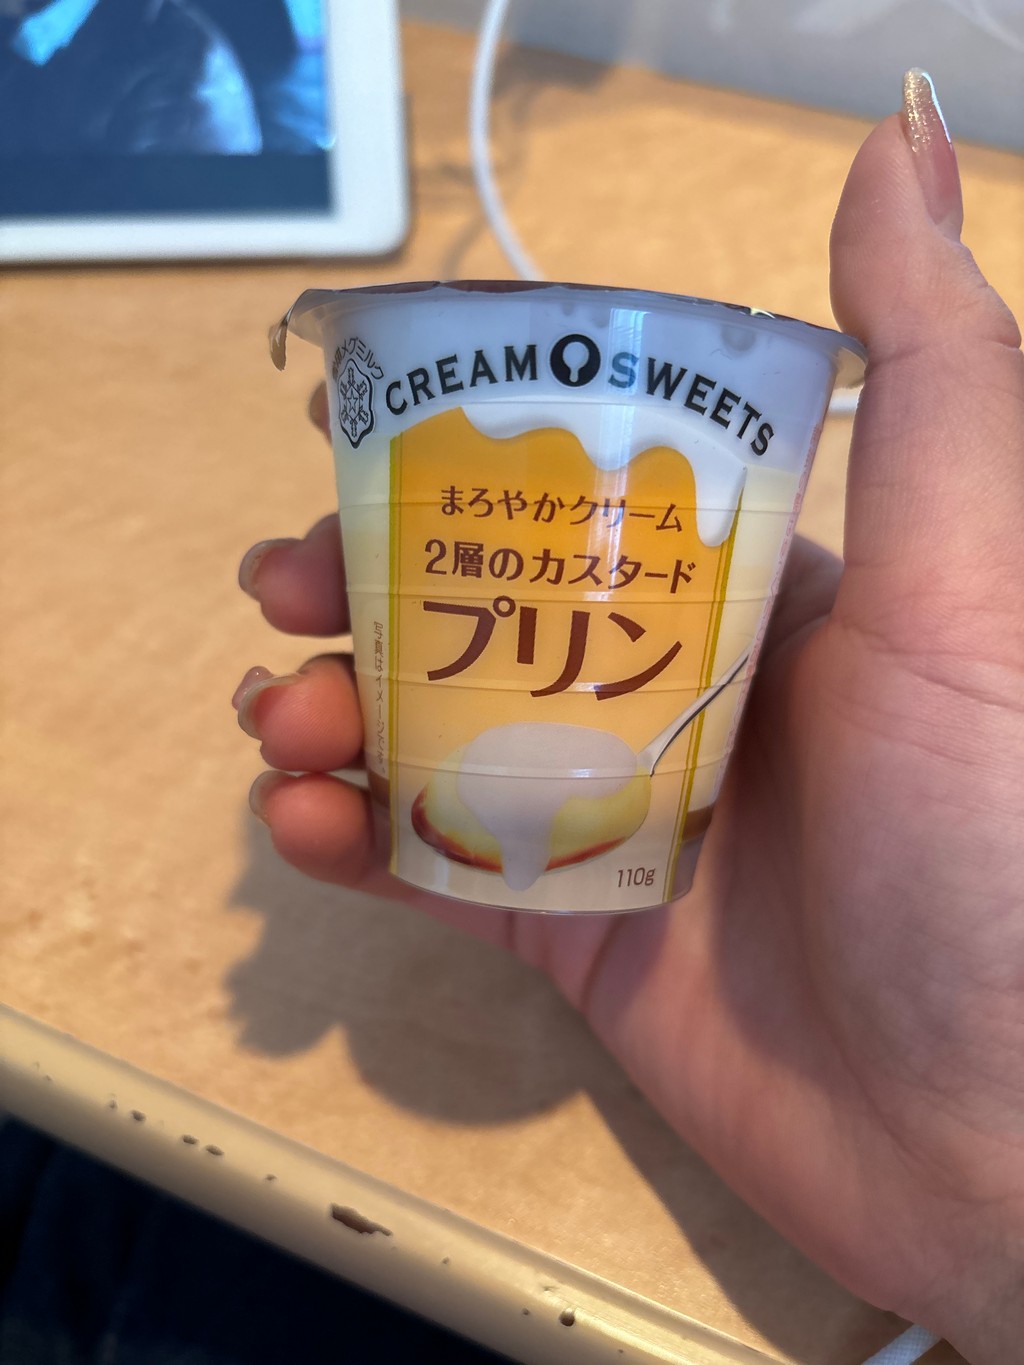 雪印メグミルク
CREAM SWEETS
まろやかクリーム
2層のカスタード
プリン
写真はイメージです。
110g